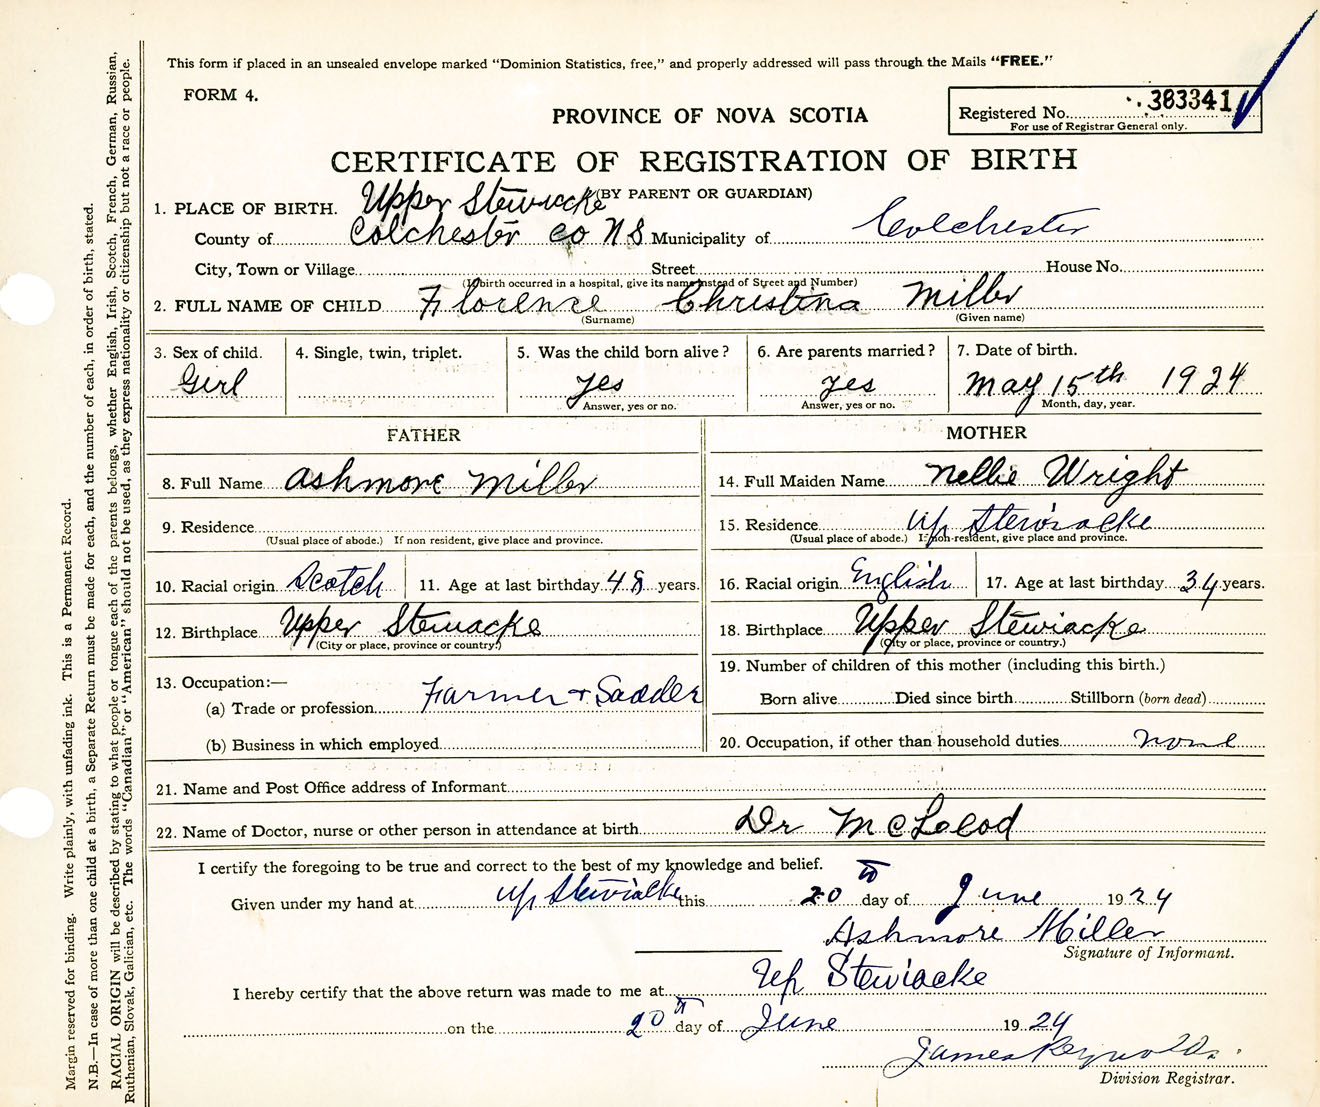 This form if placed in an unsealed envelope marked “Dominion Statistics, free,” and properly addressed will pass through the Mails “FREE.”
FORM 4.
PROVINCE OF NOVA SCOTIA
Registered No. 383341
For use of Registrar General only.
CERTIFICATE OF REGISTRATION OF BIRTH
(BY PARENT OR GUARDIAN)
1. PLACE OF BIRTH. Upper Stewiacke
County of Colchester Co N S Municipality of Colchester
City, Town or Village Street House No.
(If birth occurred in a hospital, give its name instead of Street and Number)
2. FULL NAME OF CHILD Florence Christina Miller
(Surname) (Given name)
3. Sex of child. 4. Single, twin, triplet. 5. Was the child born alive? 6. Are parents married? 7. Date of birth.
Girl yes yes May 15th 1924
Answer, yes or no. Answer, yes or no. Month, day, year.
FATHER MOTHER
8. Full Name Ashmore Miller 14. Full Maiden Name Nellie Wright
9. Residence 15. Residence Up Stewiacke
(Usual place of abode.) If non resident, give place and province. (Usual place of abode.) If non-resident, give place and province.
10. Racial origin Scotch 11. Age at last birthday 48 years. 16. Racial origin English 17. Age at last birthday 34 years.
12. Birthplace Upper Stewiacke 18. Birthplace Upper Stewiacke
(City or place, province or country.) (City or place, province or country.)
13. Occupation:— 19. Number of children of this mother (including this birth.)
(a) Trade or profession Farmer + Sadder Born alive Died since birth Stillborn (born dead)
(b) Business in which employed 20. Occupation, if other than household duties none
21. Name and Post Office address of Informant
22. Name of Doctor, nurse or other person in attendance at birth Dr McLeod
I certify the foregoing to be true and correct to the best of my knowledge and belief.
Given under my hand at Up Stewiacke this 20th day of June 1924
Ashmore Miller
Signature of Informant.
I hereby certify that the above return was made to me at Up Stewiacke
on the 20th day of June 1924
James Reynolds.
Division Registrar.
Margin reserved for binding. Write plainly, with unfading ink. This is a Permanent Record.
N.B.—In case of more than one child at a birth, a Separate Return must be made for each, and the number of each, in order of birth, stated.
RACIAL ORIGIN will be described by stating to what people or tongue each of the parents belongs, whether English, Irish, Scotch, French, German, Russian,
Ruthenian, Slovak, Galician, etc. The words “Canadian” or “American” should not be used, as they express nationality or citizenship but not a race or people.